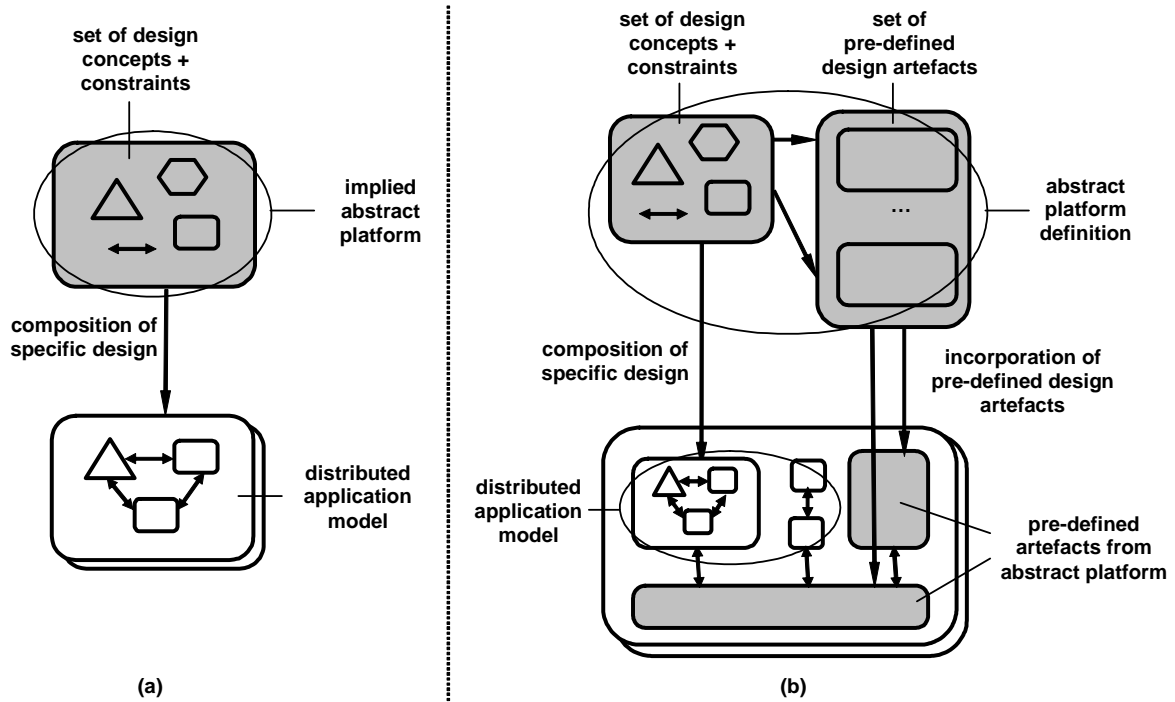 set of design
concepts +
constraints
implied
abstract
platform
composition of
specific design
distributed
application
model
(a)
set of design
concepts +
constraints
set of
pre-defined
design artefacts
...
abstract
platform
definition
composition of
specific design
incorporation of
pre-defined design
artefacts
distributed
application
model
pre-defined
artefacts from
abstract platform
(b)